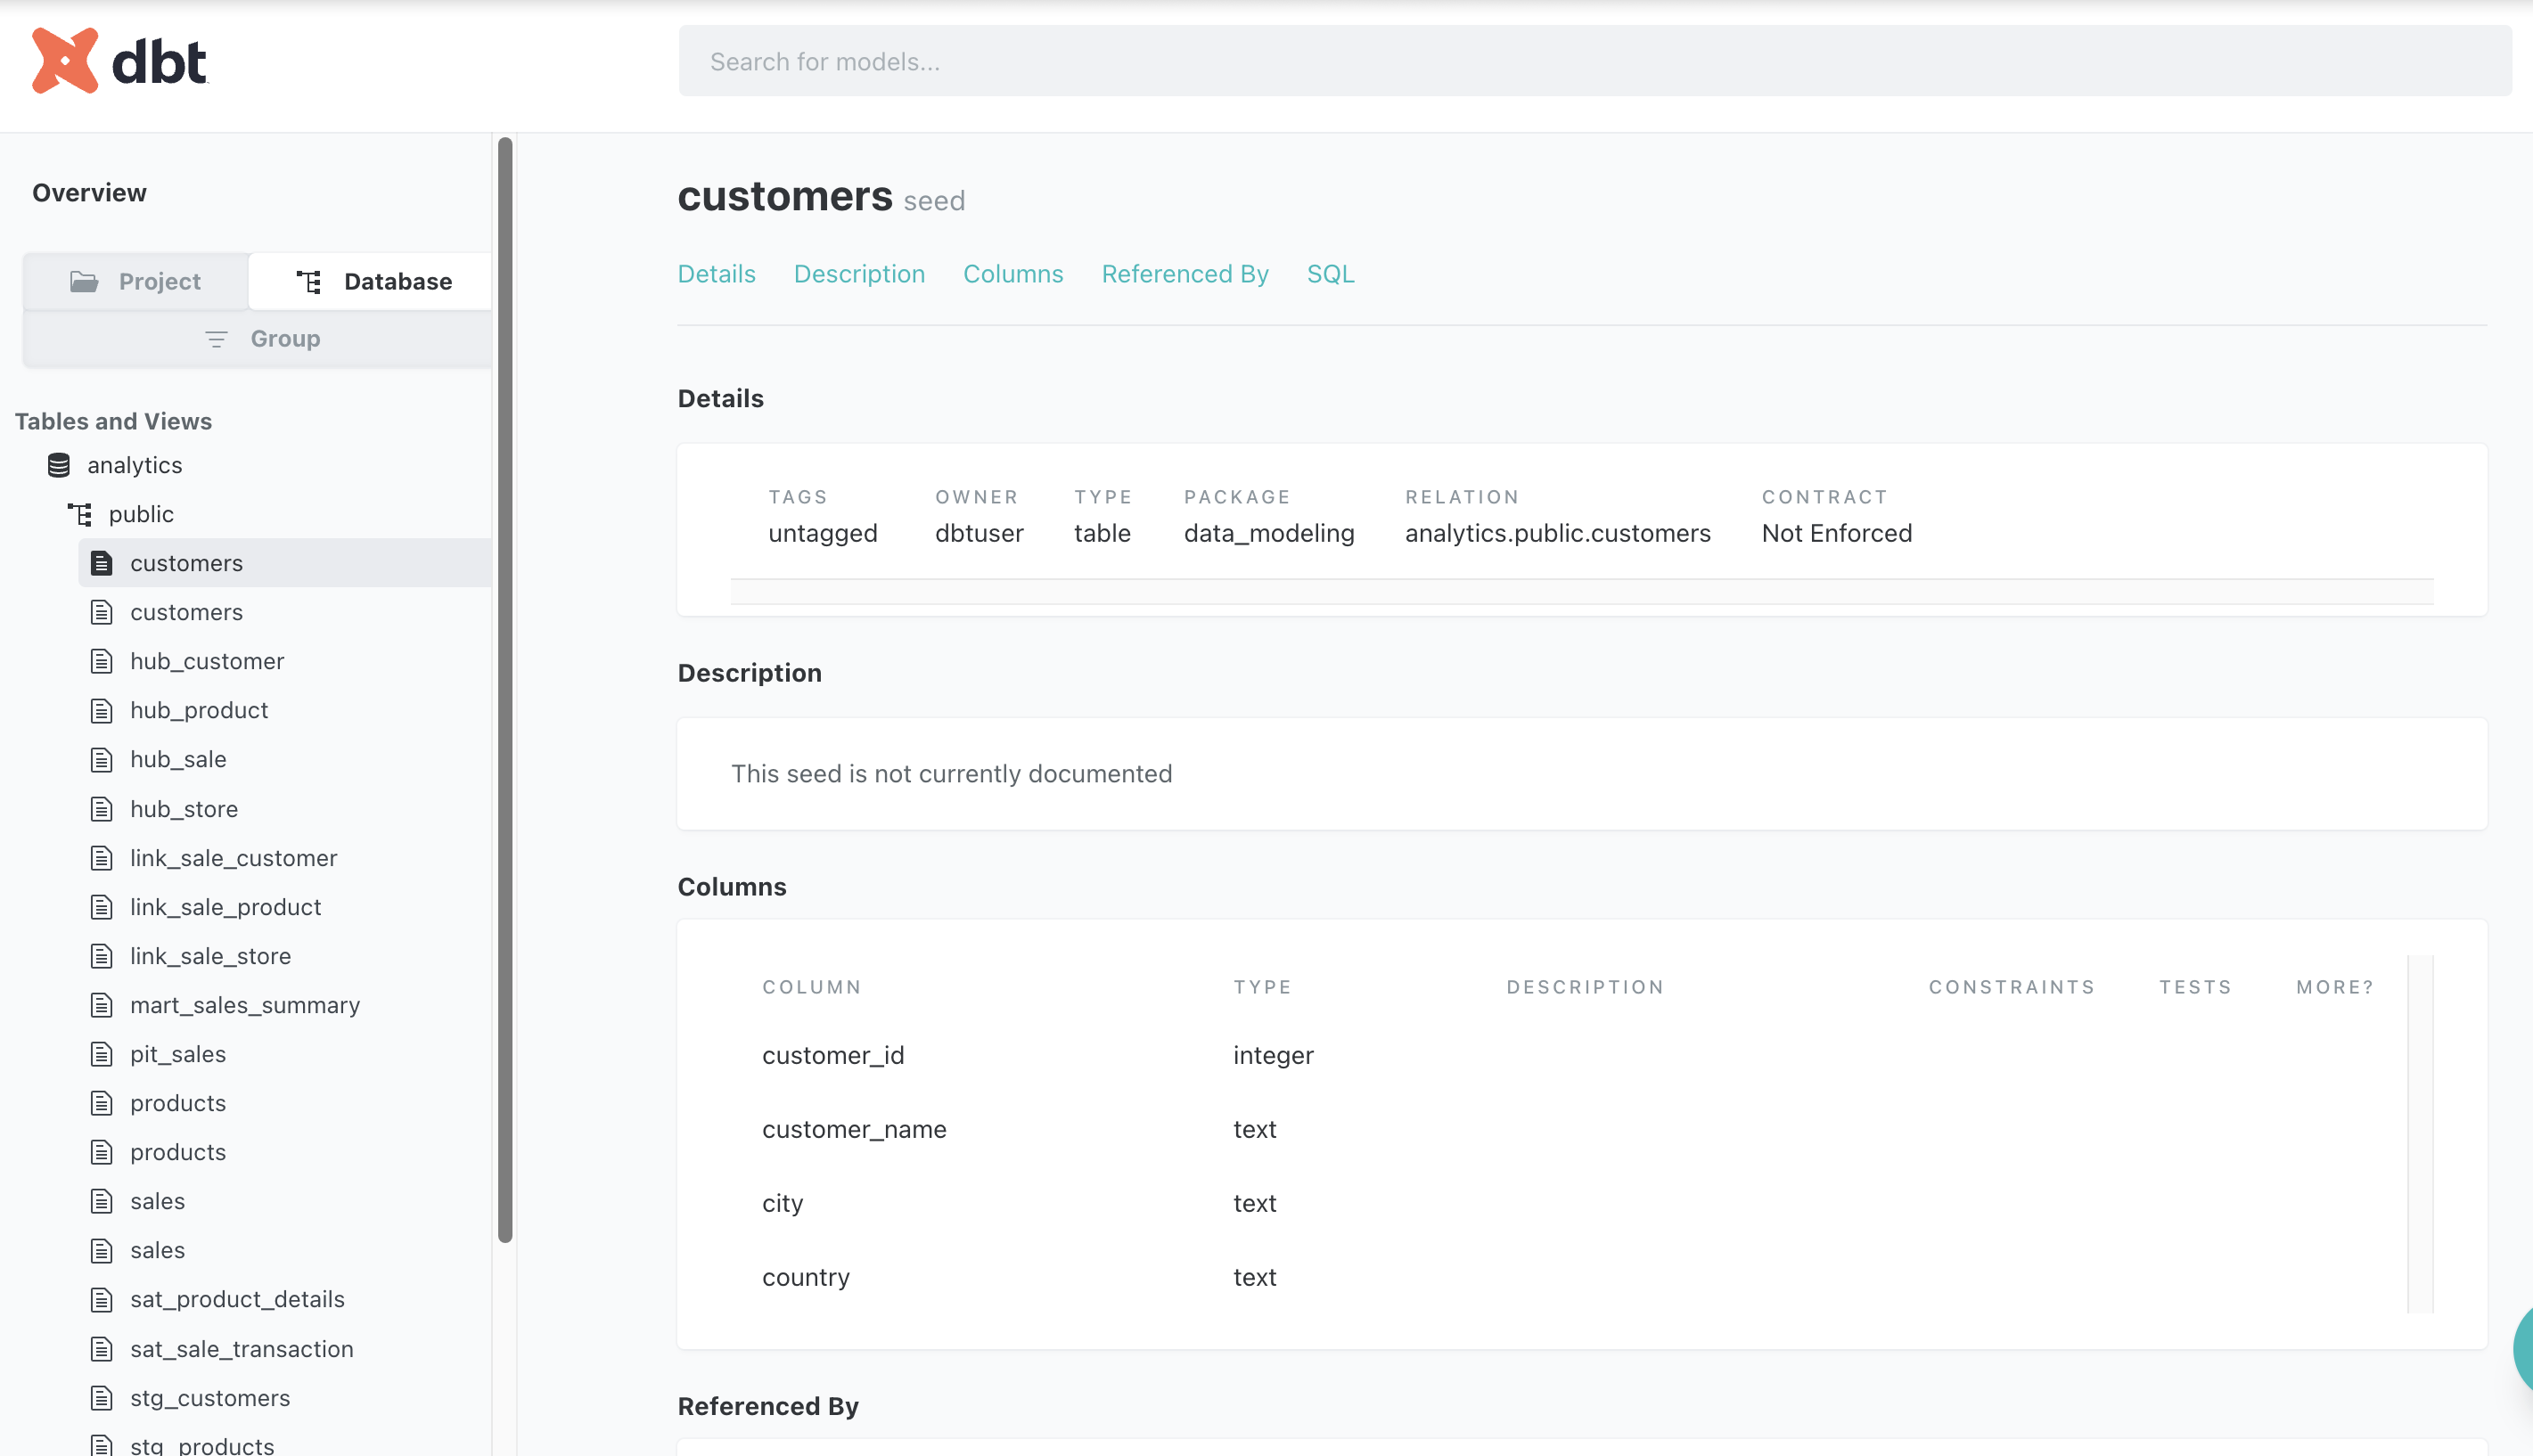 dbt
Search for models...
Overview
Project
Database
Group
Tables and Views
analytics
public
customers
customers
hub_customer
hub_product
hub_sale
hub_store
link_sale_customer
link_sale_product
link_sale_store
mart_sales_summary
pit_sales
products
products
sales
sales
sat_product_details
sat_sale_transaction
stg_customers
stg_products
customers seed
Details Description Columns Referenced By SQL
Details
TAGS OWNER TYPE PACKAGE RELATION CONTRACT
untagged dbtuser table data_modeling analytics.public.customers Not Enforced
Description
This seed is not currently documented
Columns
COLUMN TYPE DESCRIPTION CONSTRAINTS TESTS MORE?
customer_id integer
customer_name text
city text
country text
Referenced By